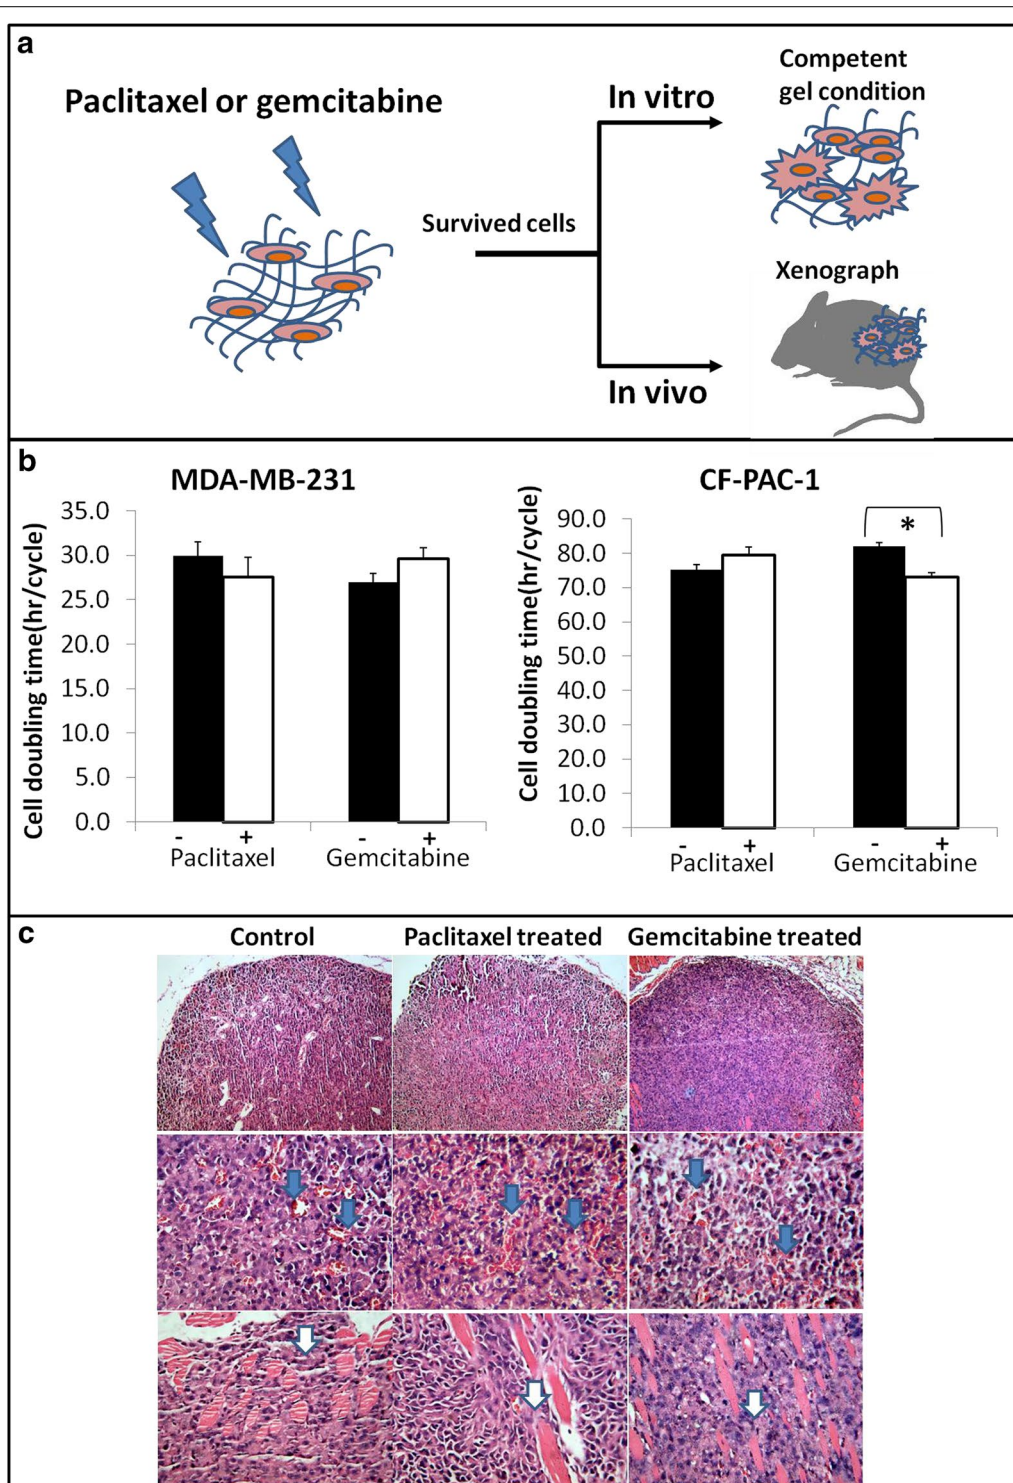 a
Paclitaxel or gemcitabine
Survived cells
In vitro
Competent
gel condition
In vivo
Xenograph
b
MDA-MB-231
Cell doubling time(hr/cycle)
35.0
30.0
25.0
20.0
15.0
10.0
5.0
0.0
- + - +
Paclitaxel Gemcitabine
CF-PAC-1
Cell doubling time(hr/cycle)
90.0
80.0
70.0
60.0
50.0
40.0
30.0
20.0
10.0
0.0
*
- + - +
Paclitaxel Gemcitabine
c
Control Paclitaxel treated Gemcitabine treated